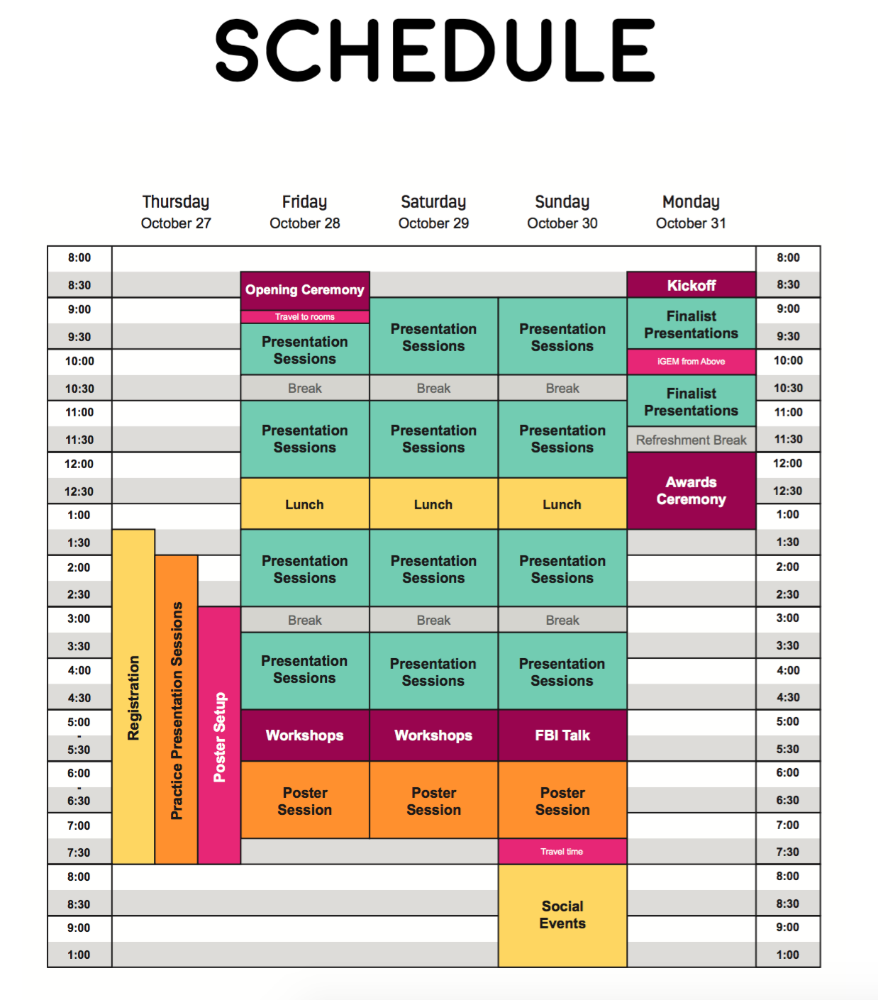 SCHEDULE
Thursday Friday Saturday Sunday Monday
October 27 October 28 October 29 October 30 October 31
8:00 8:00
8:30 Opening Ceremony Kickoff 8:30
9:00 Travel to rooms Presentation Sessions Presentation Sessions Finalist Presentations 9:00
9:30 Presentation Sessions 9:30
10:00 iGEM from Above 10:00
10:30 Break Break Break Finalist Presentations 10:30
11:00 Presentation Sessions Presentation Sessions Presentation Sessions 11:00
11:30 Refreshment Break 11:30
12:00 Awards Ceremony 12:00
12:30 Lunch Lunch Lunch 12:30
1:00 1:00
1:30 Registration Presentation Sessions Presentation Sessions Presentation Sessions 1:30
2:00 Practice Presentation Sessions 2:00
2:30 2:30
3:00 Poster Setup Break Break Break 3:00
3:30 Presentation Sessions Presentation Sessions Presentation Sessions 3:30
4:00 4:00
4:30 4:30
5:00 Workshops Workshops FBI Talk 5:00
-
5:30 5:30
6:00 Poster Session Poster Session Poster Session 6:00
-
6:30 6:30
7:00 7:00
7:30 Travel time 7:30
8:00 Social Events 8:00
8:30 8:30
9:00 9:00
1:00 1:00